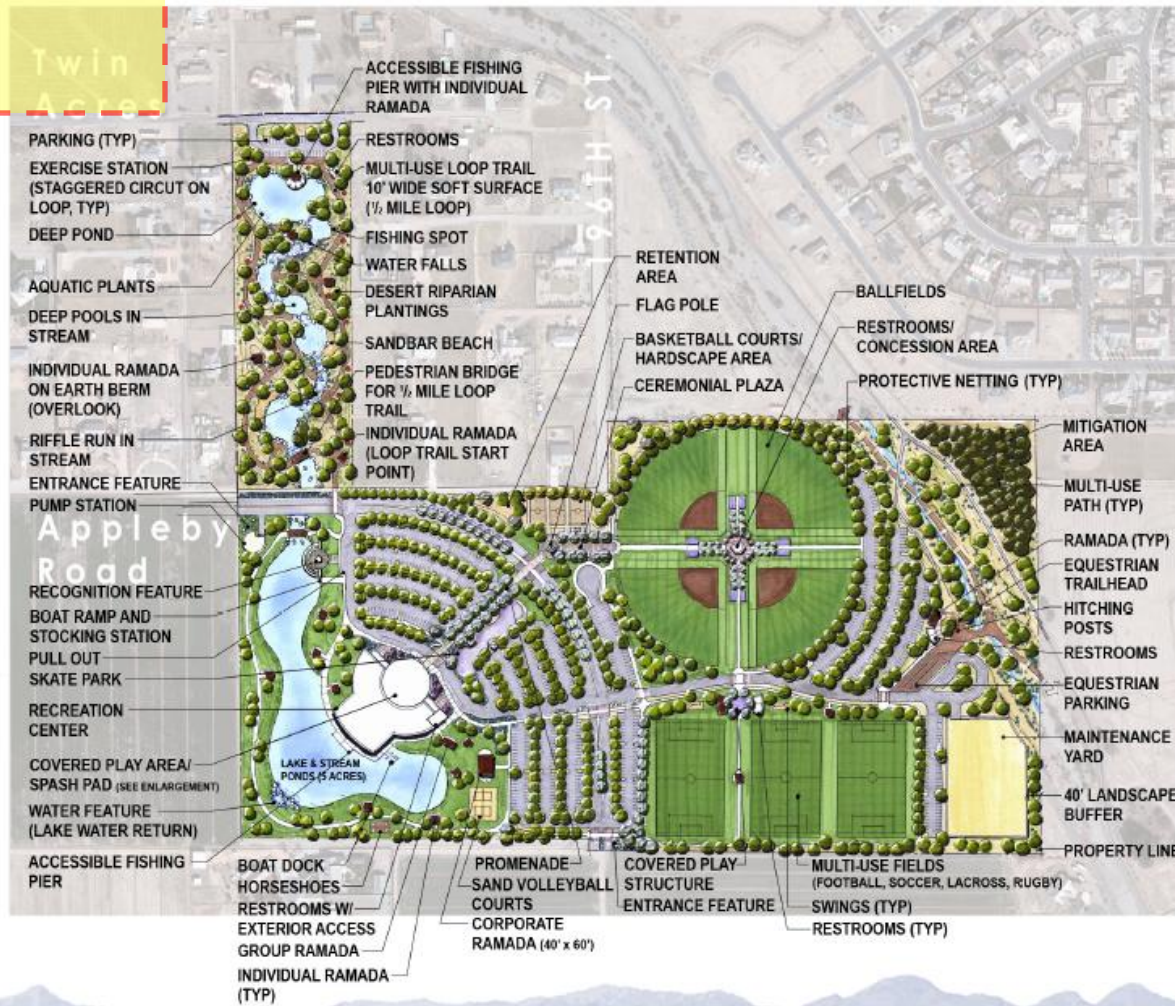 Twin
Acres
ACCESSIBLE FISHING
PIER WITH INDIVIDUAL
RAMADA
PARKING (TYP)
RESTROOMS
EXERCISE STATION
(STAGGERED CIRCUT ON
LOOP, TYP)
MULTI-USE LOOP TRAIL
10' WIDE SOFT SURFACE
(½ MILE LOOP)
DEEP POND
FISHING SPOT
WATER FALLS
AQUATIC PLANTS
DESERT RIPARIAN
PLANTINGS
DEEP POOLS IN
STREAM
SANDBAR BEACH
INDIVIDUAL RAMADA
ON EARTH BERM
(OVERLOOK)
PEDESTRIAN BRIDGE
FOR ½ MILE LOOP
TRAIL
RIFFLE RUN IN
STREAM
INDIVIDUAL RAMADA
(LOOP TRAIL START
POINT)
196TH ST.
RETENTION
AREA
FLAG POLE
BASKETBALL COURTS/
HARDSCAPE AREA
CEREMONIAL PLAZA
BALLFIELDS
RESTROOMS/
CONCESSION AREA
PROTECTIVE NETTING (TYP)
MITIGATION
AREA
MULTI-USE
PATH (TYP)
RAMADA (TYP)
EQUESTRIAN
TRAILHEAD
HITCHING
POSTS
RESTROOMS
EQUESTRIAN
PARKING
MAINTENANCE
YARD
40' LANDSCAPE
BUFFER
PROPERTY LINE
ENTRANCE FEATURE
PUMP STATION
Appleby
Road
RECOGNITION FEATURE
BOAT RAMP AND
STOCKING STATION
PULL OUT
SKATE PARK
RECREATION
CENTER
COVERED PLAY AREA/
SPASH PAD (SEE ENLARGEMENT)
WATER FEATURE
(LAKE WATER RETURN)
ACCESSIBLE FISHING
PIER
LAKE & STREAM
PONDS (5 ACRES)
BOAT DOCK
HORSESHOES
RESTROOMS W/
EXTERIOR ACCESS
GROUP RAMADA
INDIVIDUAL RAMADA
(TYP)
PROMENADE
SAND VOLLEYBALL
COURTS
CORPORATE
RAMADA (40' x 60')
COVERED PLAY
STRUCTURE
ENTRANCE FEATURE
MULTI-USE FIELDS
(FOOTBALL, SOCCER, LACROSS, RUGBY)
SWINGS (TYP)
RESTROOMS (TYP)